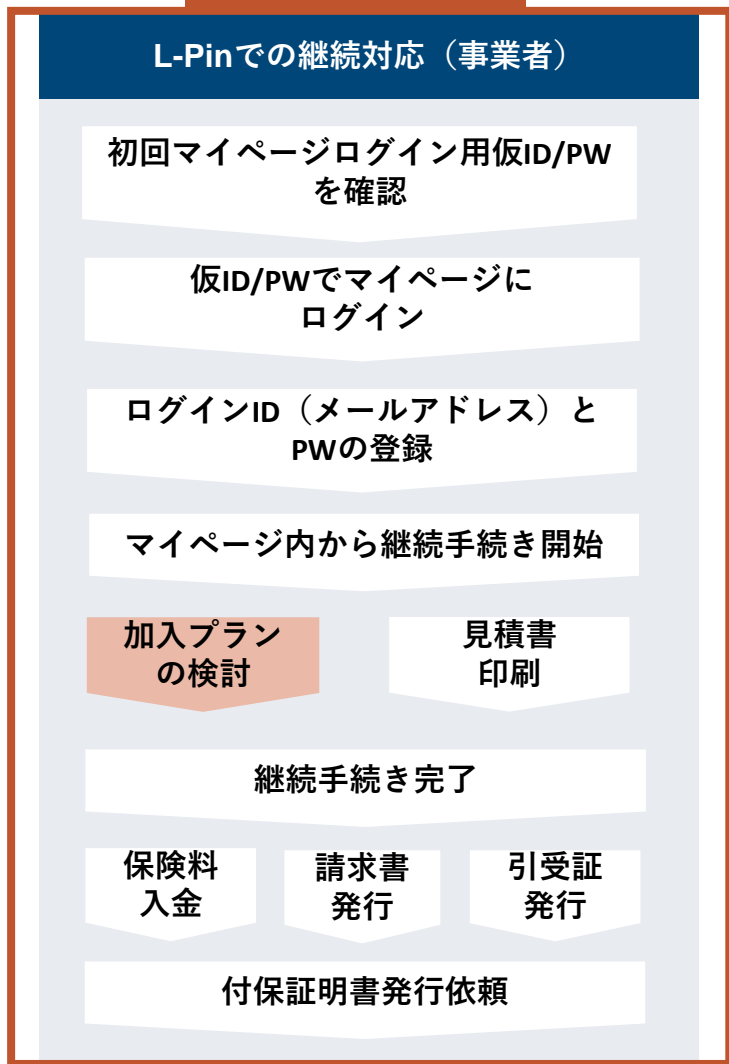 L-Pinでの継続対応（事業者）
初回マイページログイン用仮ID/PW
を確認
仮ID/PWでマイページに
ログイン
ログインID（メールアドレス）と
PWの登録
マイページ内から継続手続き開始
加入プラン
の検討
見積書
印刷
継続手続き完了
保険料
入金
請求書
発行
引受証
発行
付保証明書発行依頼